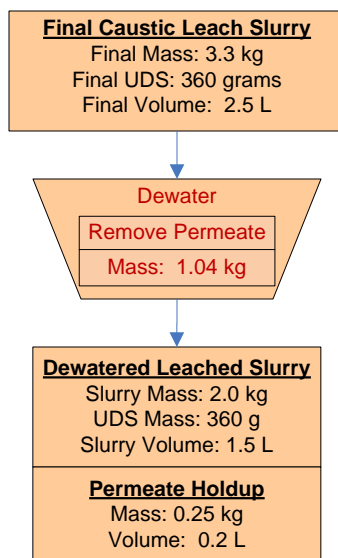 Final Caustic Leach Slurry
Final Mass: 3.3 kg
Final UDS: 360 grams
Final Volume: 2.5 L
Dewater
Remove Permeate
Mass: 1.04 kg
Dewatered Leached Slurry
Slurry Mass: 2.0 kg
UDS Mass: 360 g
Slurry Volume: 1.5 L
Permeate Holdup
Mass: 0.25 kg
Volume: 0.2 L